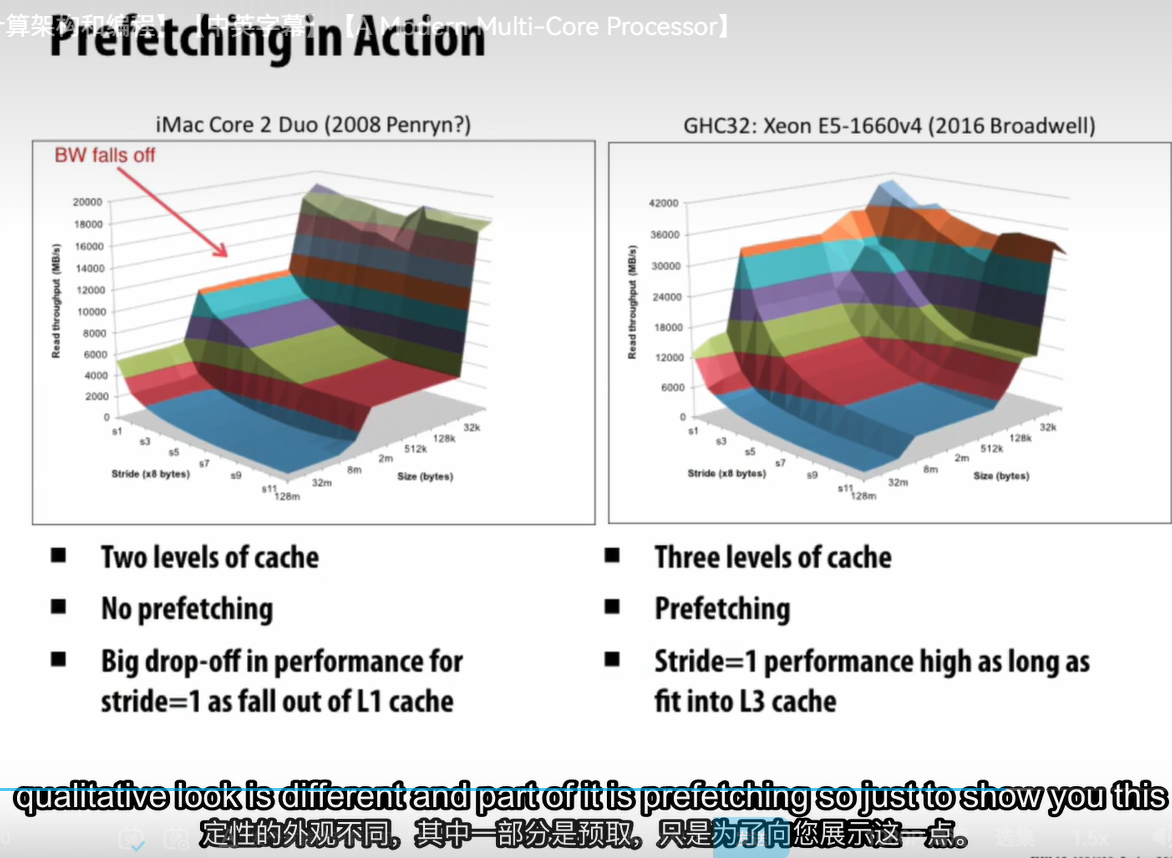 算架构和编程】 【中英字幕】 【A Modern Multi-Core Processor】
Prefetching in Action
iMac Core 2 Duo (2008 Penryn?)
BW falls off
20000
18000
16000
14000
12000
10000
8000
6000
4000
2000
0
Read throughput (MB/s)
s1
s3
s5
s7
s9
s11
Stride (x8 bytes)
128m
32m
8m
2m
512k
128k
32k
Size (bytes)
GHC32: Xeon E5-1660v4 (2016 Broadwell)
42000
36000
30000
24000
18000
12000
6000
0
Read throughput (MB/s)
s1
s3
s5
s7
s9
s11
Stride (x8 bytes)
128m
32m
8m
2m
512k
128k
32k
Size (bytes)
Two levels of cache
No prefetching
Big drop-off in performance for
stride=1 as fall out of L1 cache
Three levels of cache
Prefetching
Stride=1 performance high as long as
fit into L3 cache
qualitative look is different and part of it is prefetching so just to show you this
定性的外观不同，其中一部分是预取，只是为了向您展示这一点。
选集
1.5x